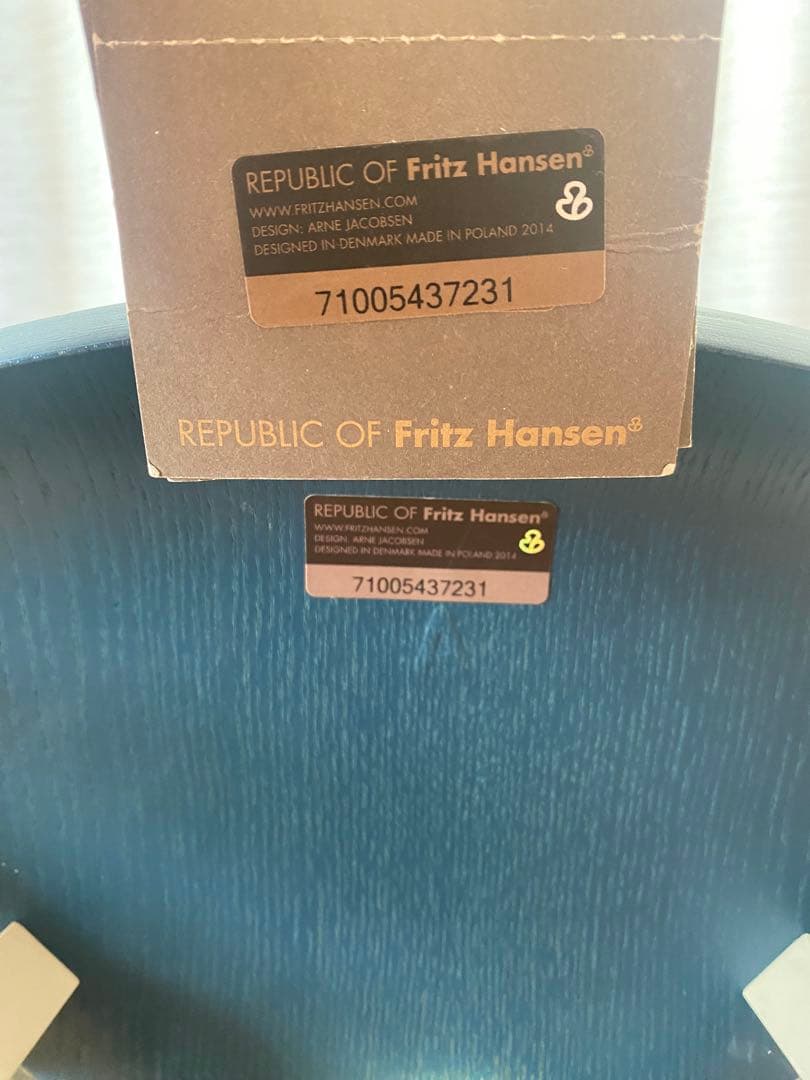 REPUBLIC OF Fritz Hansen®
WWW.FRITZHANSEN.COM
DESIGN: ARNE JACOBSEN
DESIGNED IN DENMARK MADE IN POLAND 2014
71005437231
REPUBLIC OF Fritz Hansen
REPUBLIC OF Fritz Hansen
WWW.FRITZHANSEN.COM
DESIGN: ARNE JACOBSEN
DESIGNED IN DENMARK MADE IN POLAND 2014
71005437231